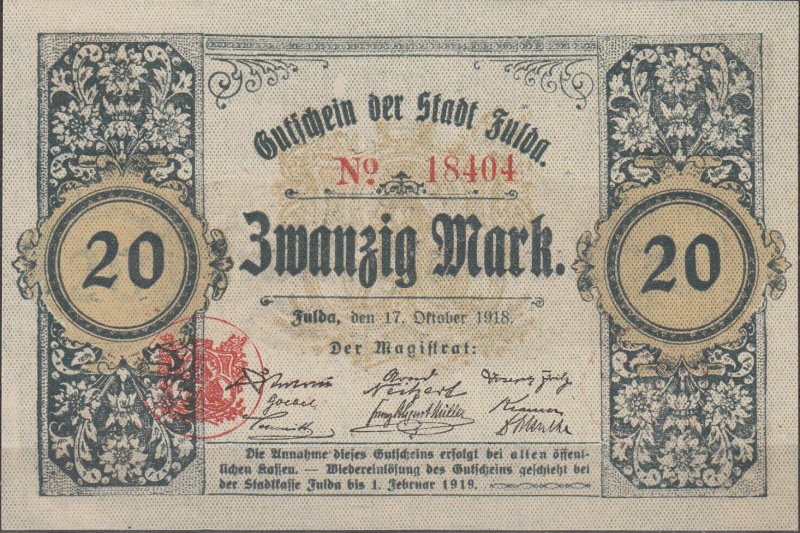 Gutschein der Stadt Fulda.
No 18404
20
Zwanzig Mark.
20
Fulda, den 17. Oktober 1918.
Der Magistrat:
Goebel
Die Annahme dieses Gutscheins erfolgt bei allen öffent-
lichen Kassen. — Wiedereinlösung des Gutscheins geschieht bei
der Stadtkasse Fulda bis 1. Februar 1919.